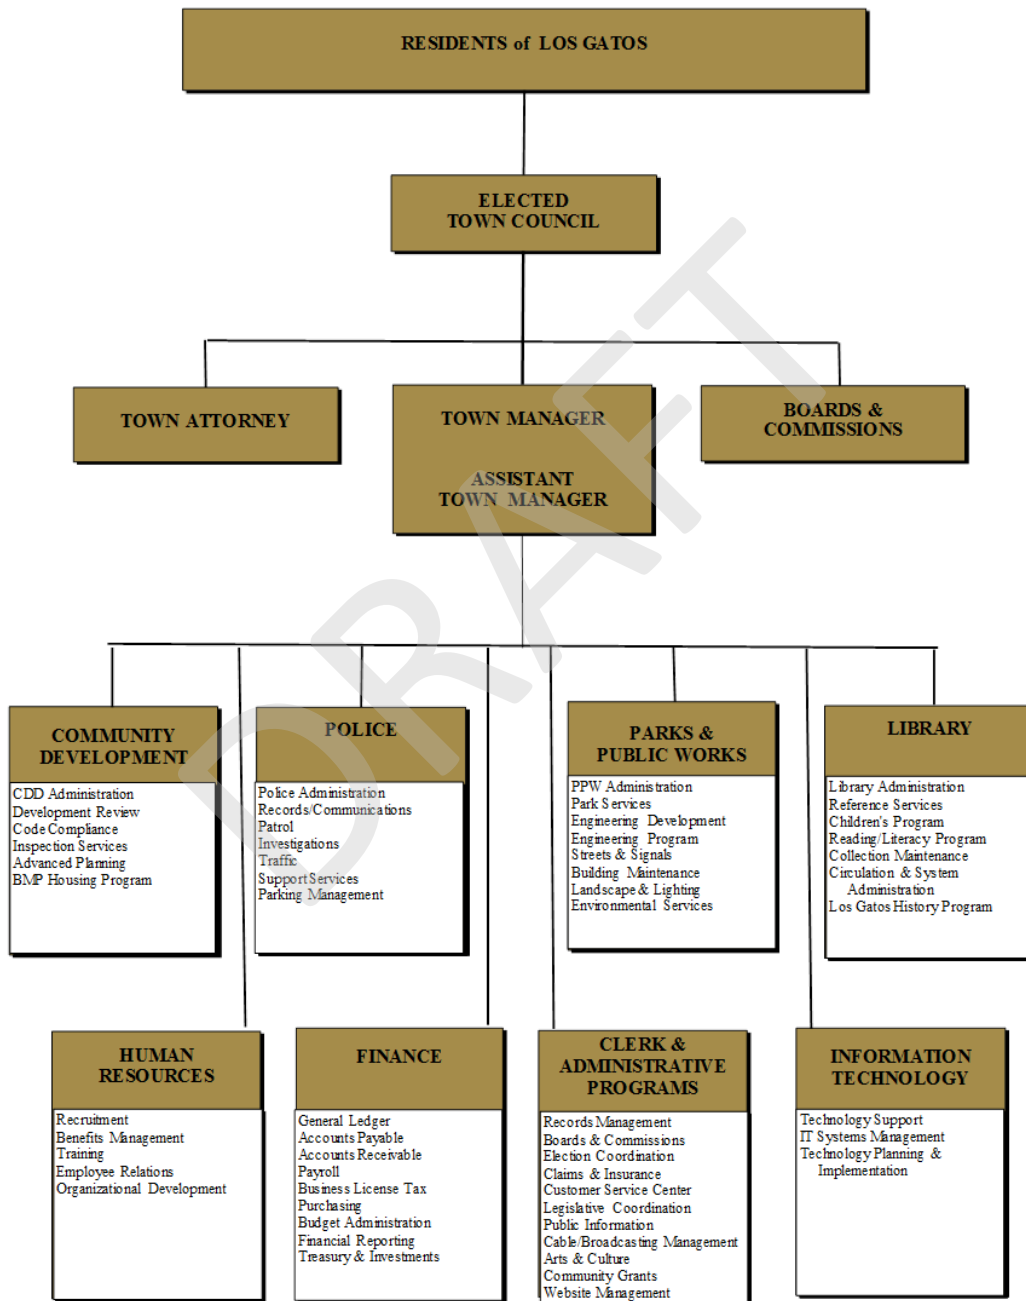 RESIDENTS of LOS GATOS
ELECTED
TOWN COUNCIL
TOWN ATTORNEY
TOWN MANAGER
ASSISTANT
TOWN MANAGER
BOARDS &
COMMISSIONS
DRAFT
COMMUNITY
DEVELOPMENT
CDD Administration
Development Review
Code Compliance
Inspection Services
Advanced Planning
BMP Housing Program
POLICE
Police Administration
Records/Communications
Patrol
Investigations
Traffic
Support Services
Parking Management
PARKS &
PUBLIC WORKS
PPW Administration
Park Services
Engineering Development
Engineering Program
Streets & Signals
Building Maintenance
Landscape & Lighting
Environmental Services
LIBRARY
Library Administration
Reference Services
Children's Program
Reading/Literacy Program
Collection Maintenance
Circulation & System
Administration
Los Gatos History Program
HUMAN
RESOURCES
Recruitment
Benefits Management
Training
Employee Relations
Organizational Development
FINANCE
General Ledger
Accounts Payable
Accounts Receivable
Payroll
Business License Tax
Purchasing
Budget Administration
Financial Reporting
Treasury & Investments
CLERK &
ADMINISTRATIVE
PROGRAMS
Records Management
Boards & Commissions
Election Coordination
Claims & Insurance
Customer Service Center
Legislative Coordination
Public Information
Cable/Broadcasting Management
Arts & Culture
Community Grants
Website Management
INFORMATION
TECHNOLOGY
Technology Support
IT Systems Management
Technology Planning &
Implementation